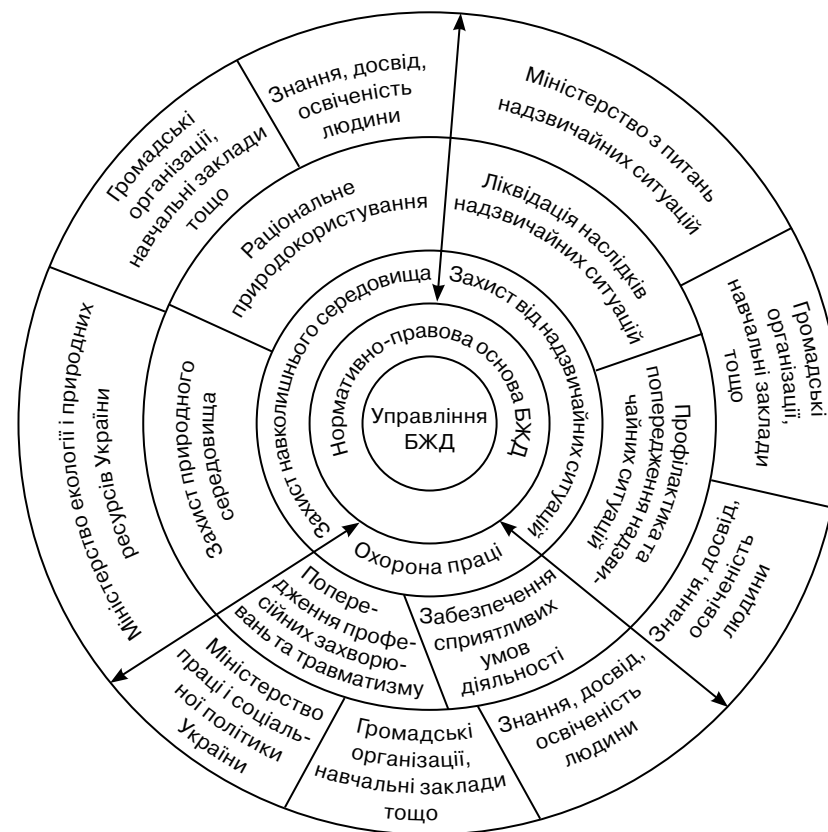 Знання, досвід,
освіченість
людини
Міністерство з питань
надзвичайних ситуацій
Громадські
організації,
навчальні заклади
тощо
Раціональне
природокористування
Ліквідація наслідків
надзвичайних ситуацій
Громадські
організації,
навчальні заклади
тощо
Захист навколишнього середовища
Захист від надзвичайних ситуацій
Нормативно-правова основа БЖД
Управління
БЖД
Міністерство екології і природних
ресурсів України
Захист природного
середовища
Профілактика та
попередження надзви-
чайних ситуацій
Знання, досвід,
освіченість
людини
Охорона праці
Попере-
дження профе-
сійних захворю-
вань та травматизму
Забезпечення
сприятливих
умов
діяльності
Міністерство
праці і соціаль-
ної політики
України
Громадські
організації,
навчальні заклади
тощо
Знання, досвід,
освіченість
людини